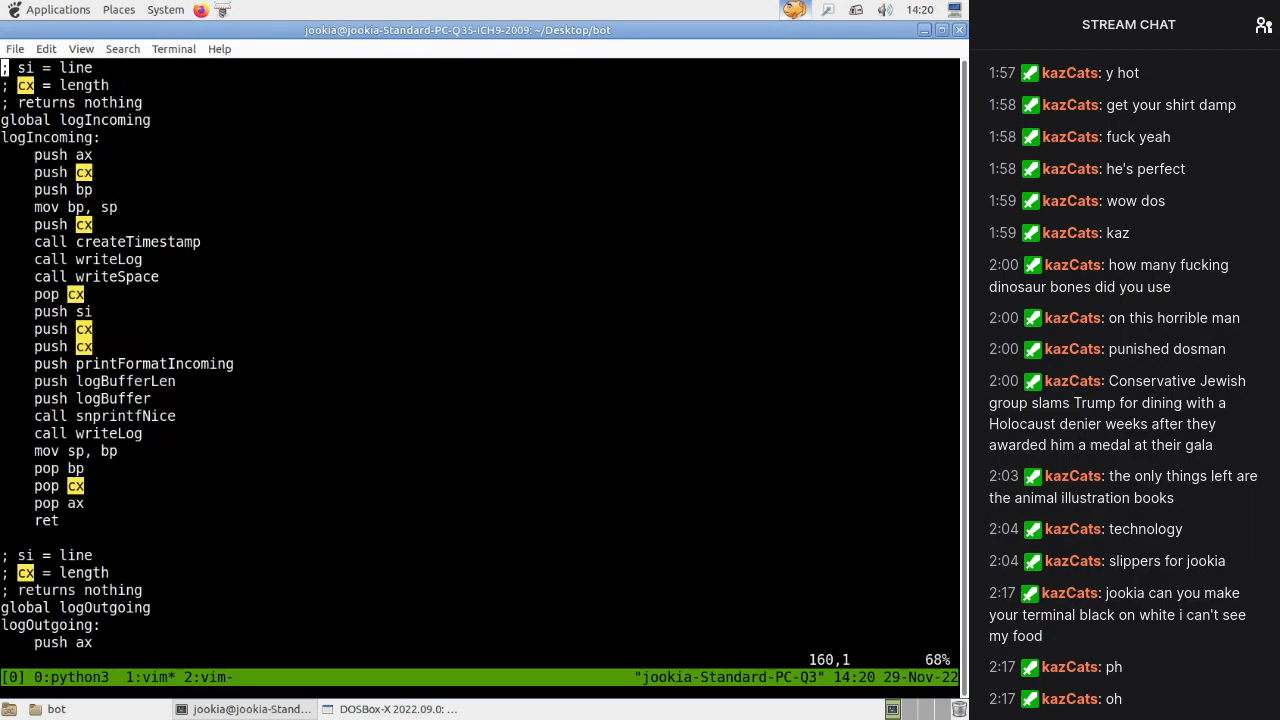 Applications Places System 14:20
jookia@jookia-Standard-PC-Q35-ICH9-2009: ~/Desktop/bot
File Edit View Search Terminal Help
; si = line
; cx = length
; returns nothing
global logIncoming
logIncoming:
push ax
push cx
push bp
mov bp, sp
push cx
call createTimestamp
call writeLog
call writeSpace
pop cx
push si
push cx
push cx
push printFormatIncoming
push logBufferLen
push logBuffer
call snprintfNice
call writeLog
mov sp, bp
pop bp
pop cx
pop ax
ret
; si = line
; cx = length
; returns nothing
global logOutgoing
logOutgoing:
push ax
160,1 68%
[0] 0:python3 1:vim* 2:vim- "jookia-Standard-PC-Q3" 14:20 29-Nov-22
bot jookia@jookia-Stand... DOSBox-X 2022.09.0: ...
STREAM CHAT
1:57 kazCats: y hot
1:58 kazCats: get your shirt damp
1:58 kazCats: fuck yeah
1:58 kazCats: he's perfect
1:59 kazCats: wow dos
1:59 kazCats: kaz
2:00 kazCats: how many fucking
dinosaur bones did you use
2:00 kazCats: on this horrible man
2:00 kazCats: punished dosman
2:00 kazCats: Conservative Jewish
group slams Trump for dining with a
Holocaust denier weeks after they
awarded him a medal at their gala
2:03 kazCats: the only things left are
the animal illustration books
2:04 kazCats: technology
2:04 kazCats: slippers for jookia
2:17 kazCats: jookia can you make
your terminal black on white i can't see
my food
2:17 kazCats: ph
2:17 kazCats: oh